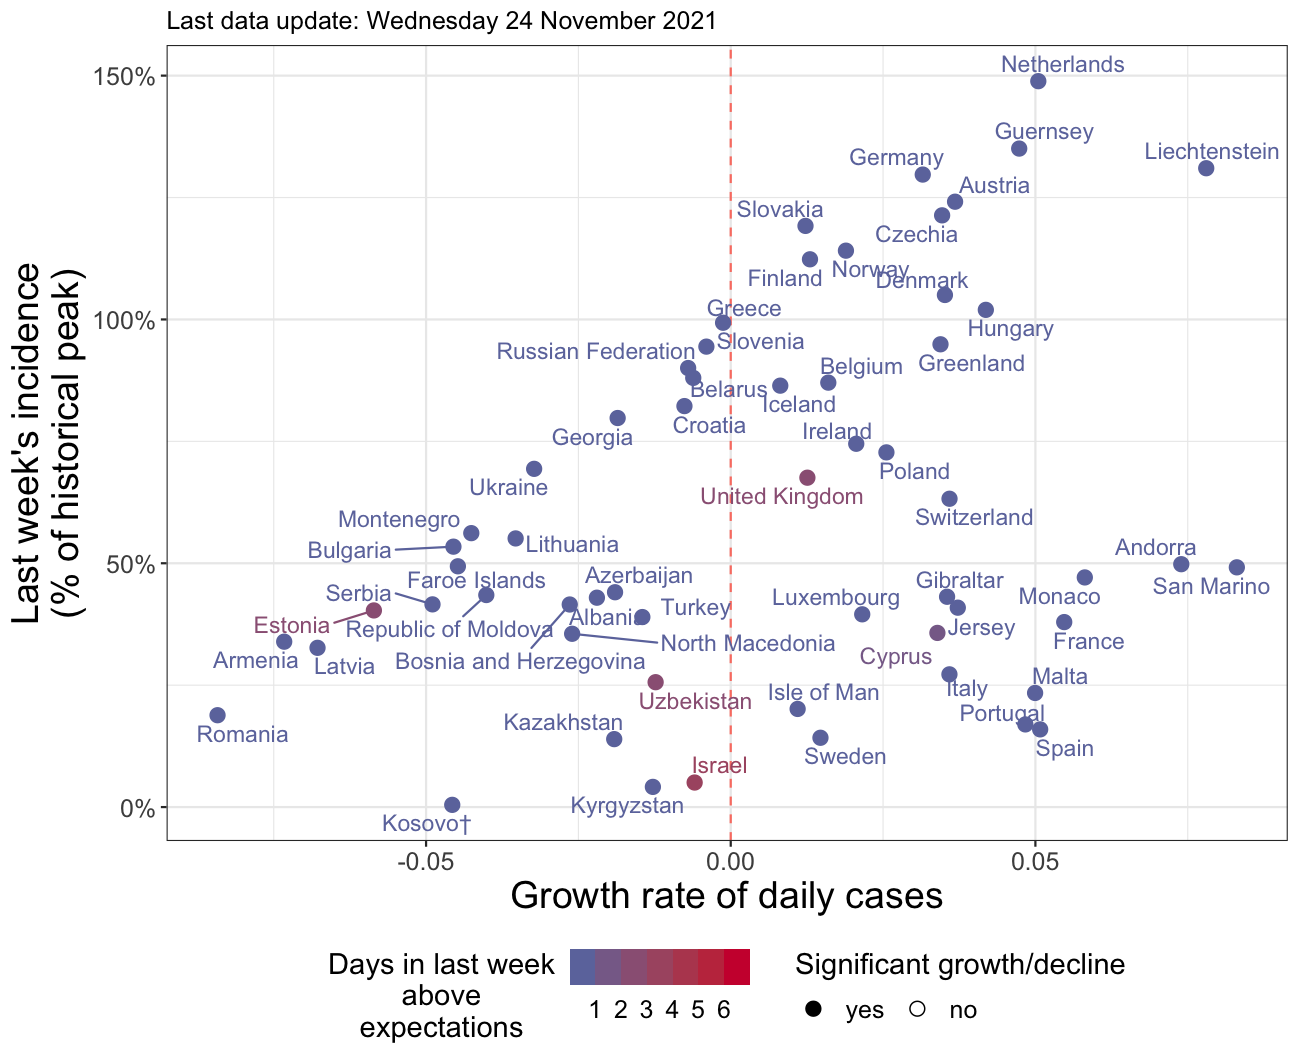 Last data update: Wednesday 24 November 2021
Netherlands
150%
Guernsey
Liechtenstein
Germany
Austria
Slovakia
Czechia
Norway
Finland
Denmark
Greece
100%
Hungary
Slovenia
Russian Federation
Greenland
Belgium
Belarus
Iceland
Croatia
Ireland
Georgia
Poland
Ukraine
United Kingdom
Switzerland
Montenegro
Lithuania
Andorra
Bulgaria
50%
Azerbaijan
Faroe Islands
Gibraltar
San Marino
Serbia
Luxembourg
Monaco
Turkey
Albania
Estonia
Republic of Moldova
Jersey
North Macedonia
France
Cyprus
Armenia
Latvia
Bosnia and Herzegovina
Malta
Italy
Isle of Man
Uzbekistan
Portugal
Kazakhstan
Romania
Spain
Sweden
Israel
Kyrgyzstan
0%
Kosovo†
Last week's incidence
(% of historical peak)
-0.05 0.00 0.05
Growth rate of daily cases
Days in last week
above
expectations
1 2 3 4 5 6
Significant growth/decline
yes no